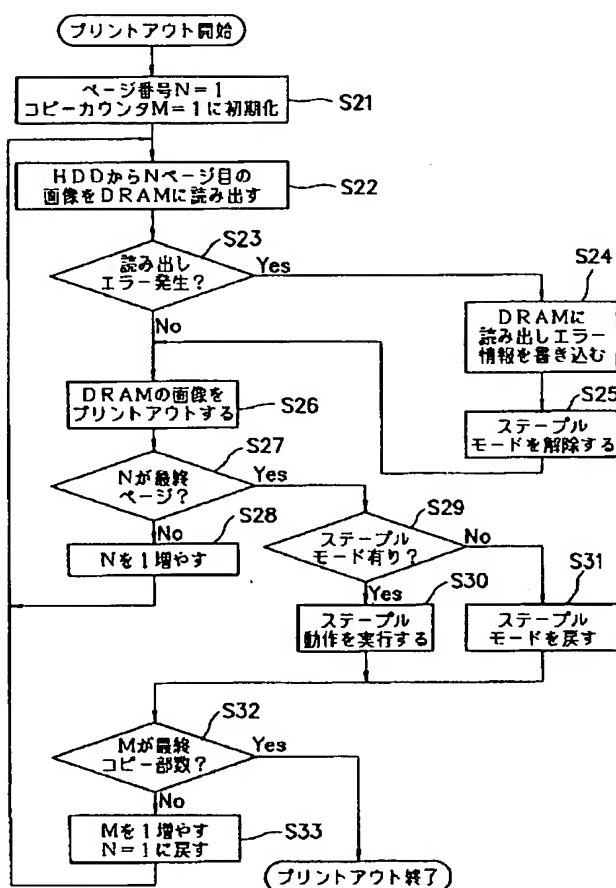 プリントアウト開始
ページ番号N=1
コピーカウンタM=1に初期化
S21
HDDからNページ目の
画像をDRAMに読み出す
S22
S23
読み出し
エラー発生?
Yes
No
S24
DRAMに
読み出しエラー
情報を書き込む
S25
ステープル
モードを解除する
DRAMの画像を
プリントアウトする
S26
S27
Nが最終
ページ?
Yes
No
S28
Nを1増やす
S29
ステープル
モード有り?
No
Yes
S30
ステープル
動作を実行する
S31
ステープル
モードを戻す
S32
Mが最終
コピー部数?
Yes
No
Mを1増やす
N=1に戻す
S33
プリントアウト終了